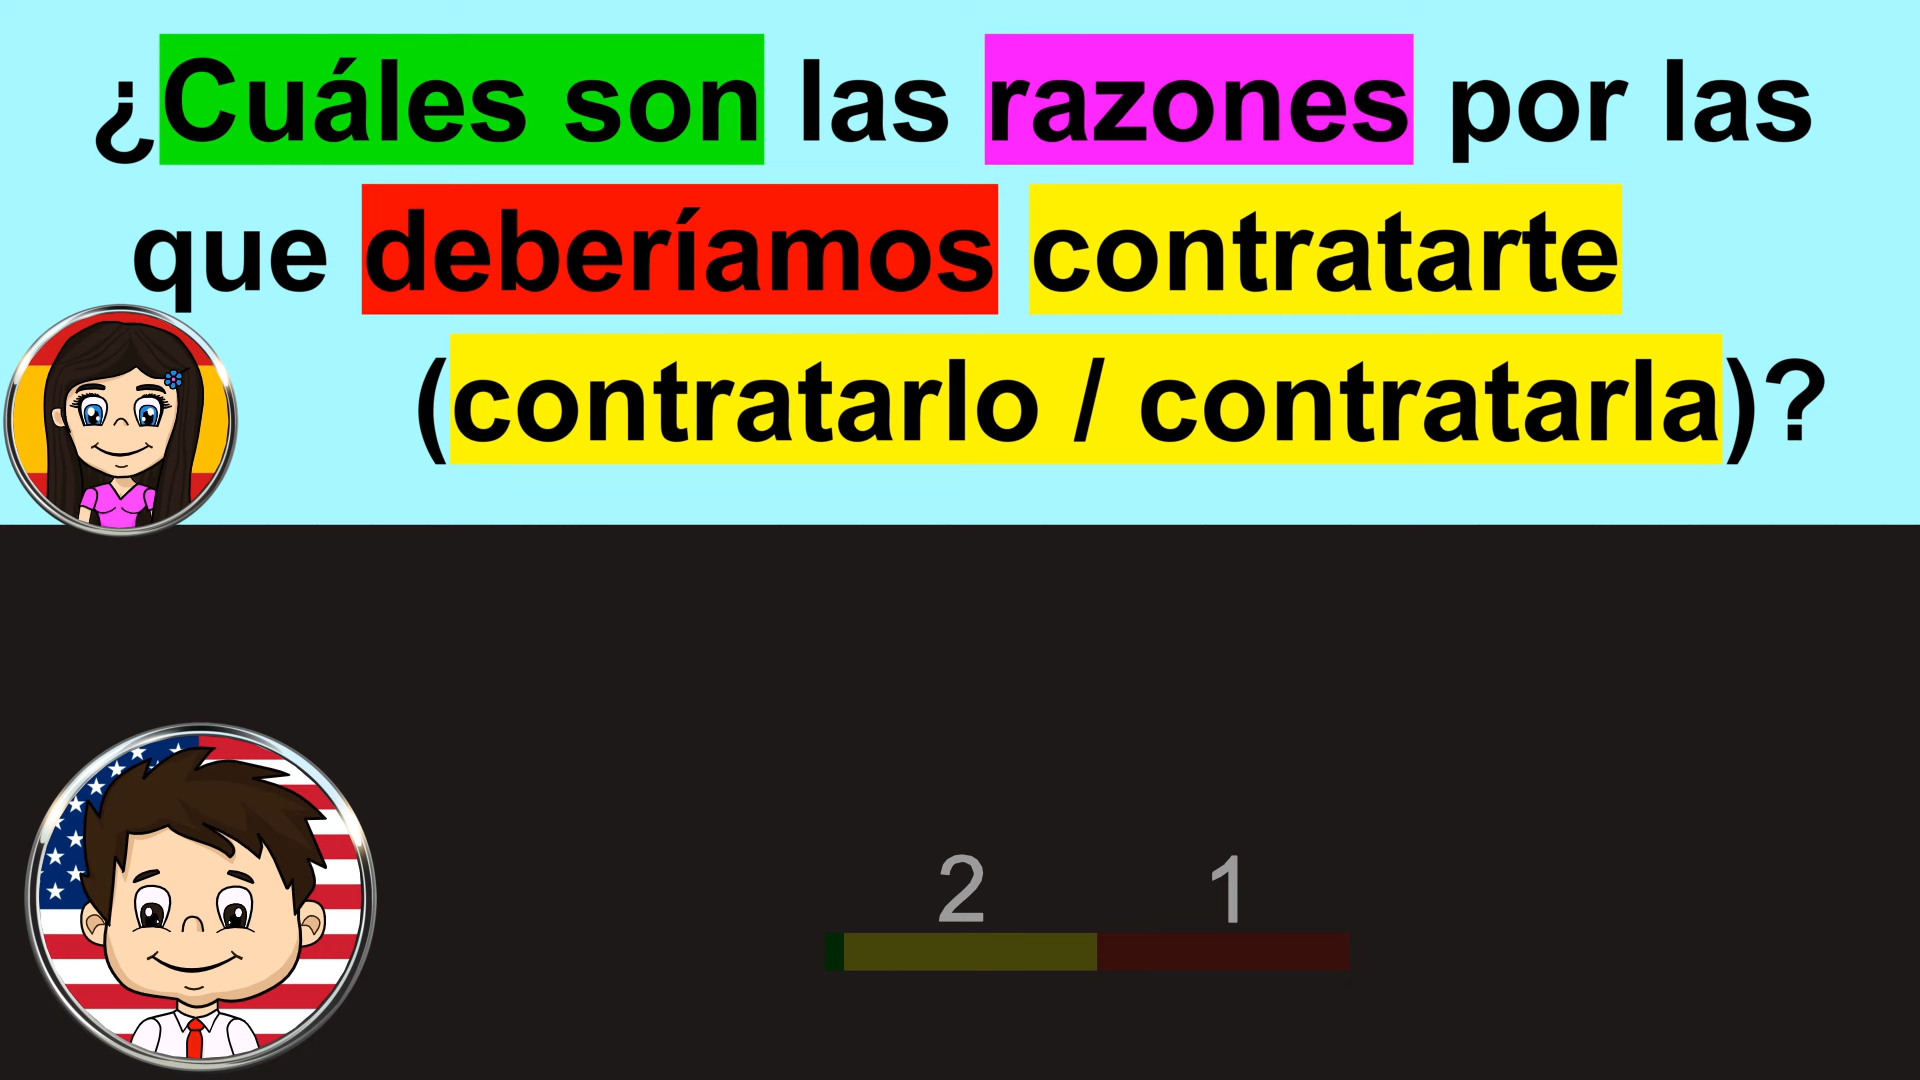 ¿Cuáles son las razones por las
que deberíamos contratarte
(contratarlo / contratarla)?
2 1